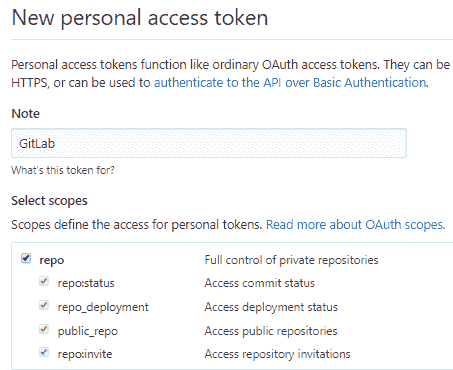 New personal access token
Personal access tokens function like ordinary OAuth access tokens. They can be
HTTPS, or can be used to authenticate to the API over Basic Authentication.
Note
GitLab
What's this token for?
Select scopes
Scopes define the access for personal tokens. Read more about OAuth scopes.
repo Full control of private repositories
repo:status Access commit status
repo_deployment Access deployment status
public_repo Access public repositories
repo:invite Access repository invitations